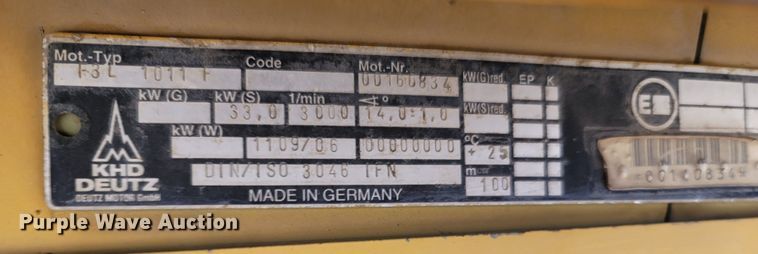 Mot.-Typ Code Mot.-Nr.
F3L 1011 F 00160834
kW (G) kW (S) 1/min
33,0 3000 14,0:1,0
kW (W)
1109/06 00000000
DIN/ISO 3046 IFN
MADE IN GERMANY
KHD
DEUTZ
DEUTZ MOTOR GmbH
kW(G)red. EP K
kW(S)red.
°C + 25
m 100
Purple Wave Auction